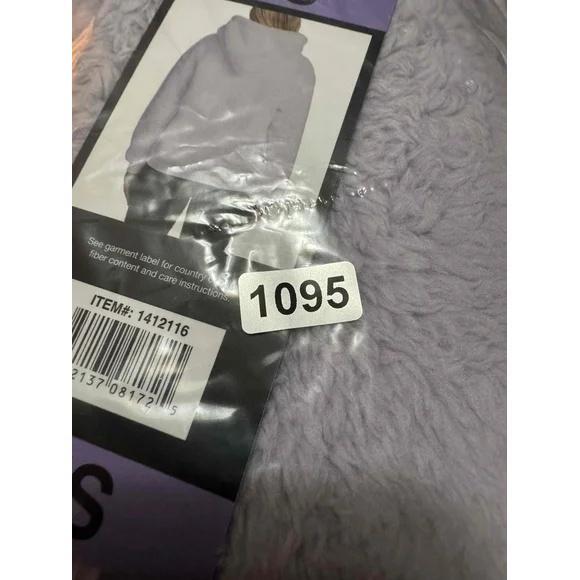 See garment label for country
fiber content and care instructions.
1095
ITEM#: 1412116
2137 08172 5
S